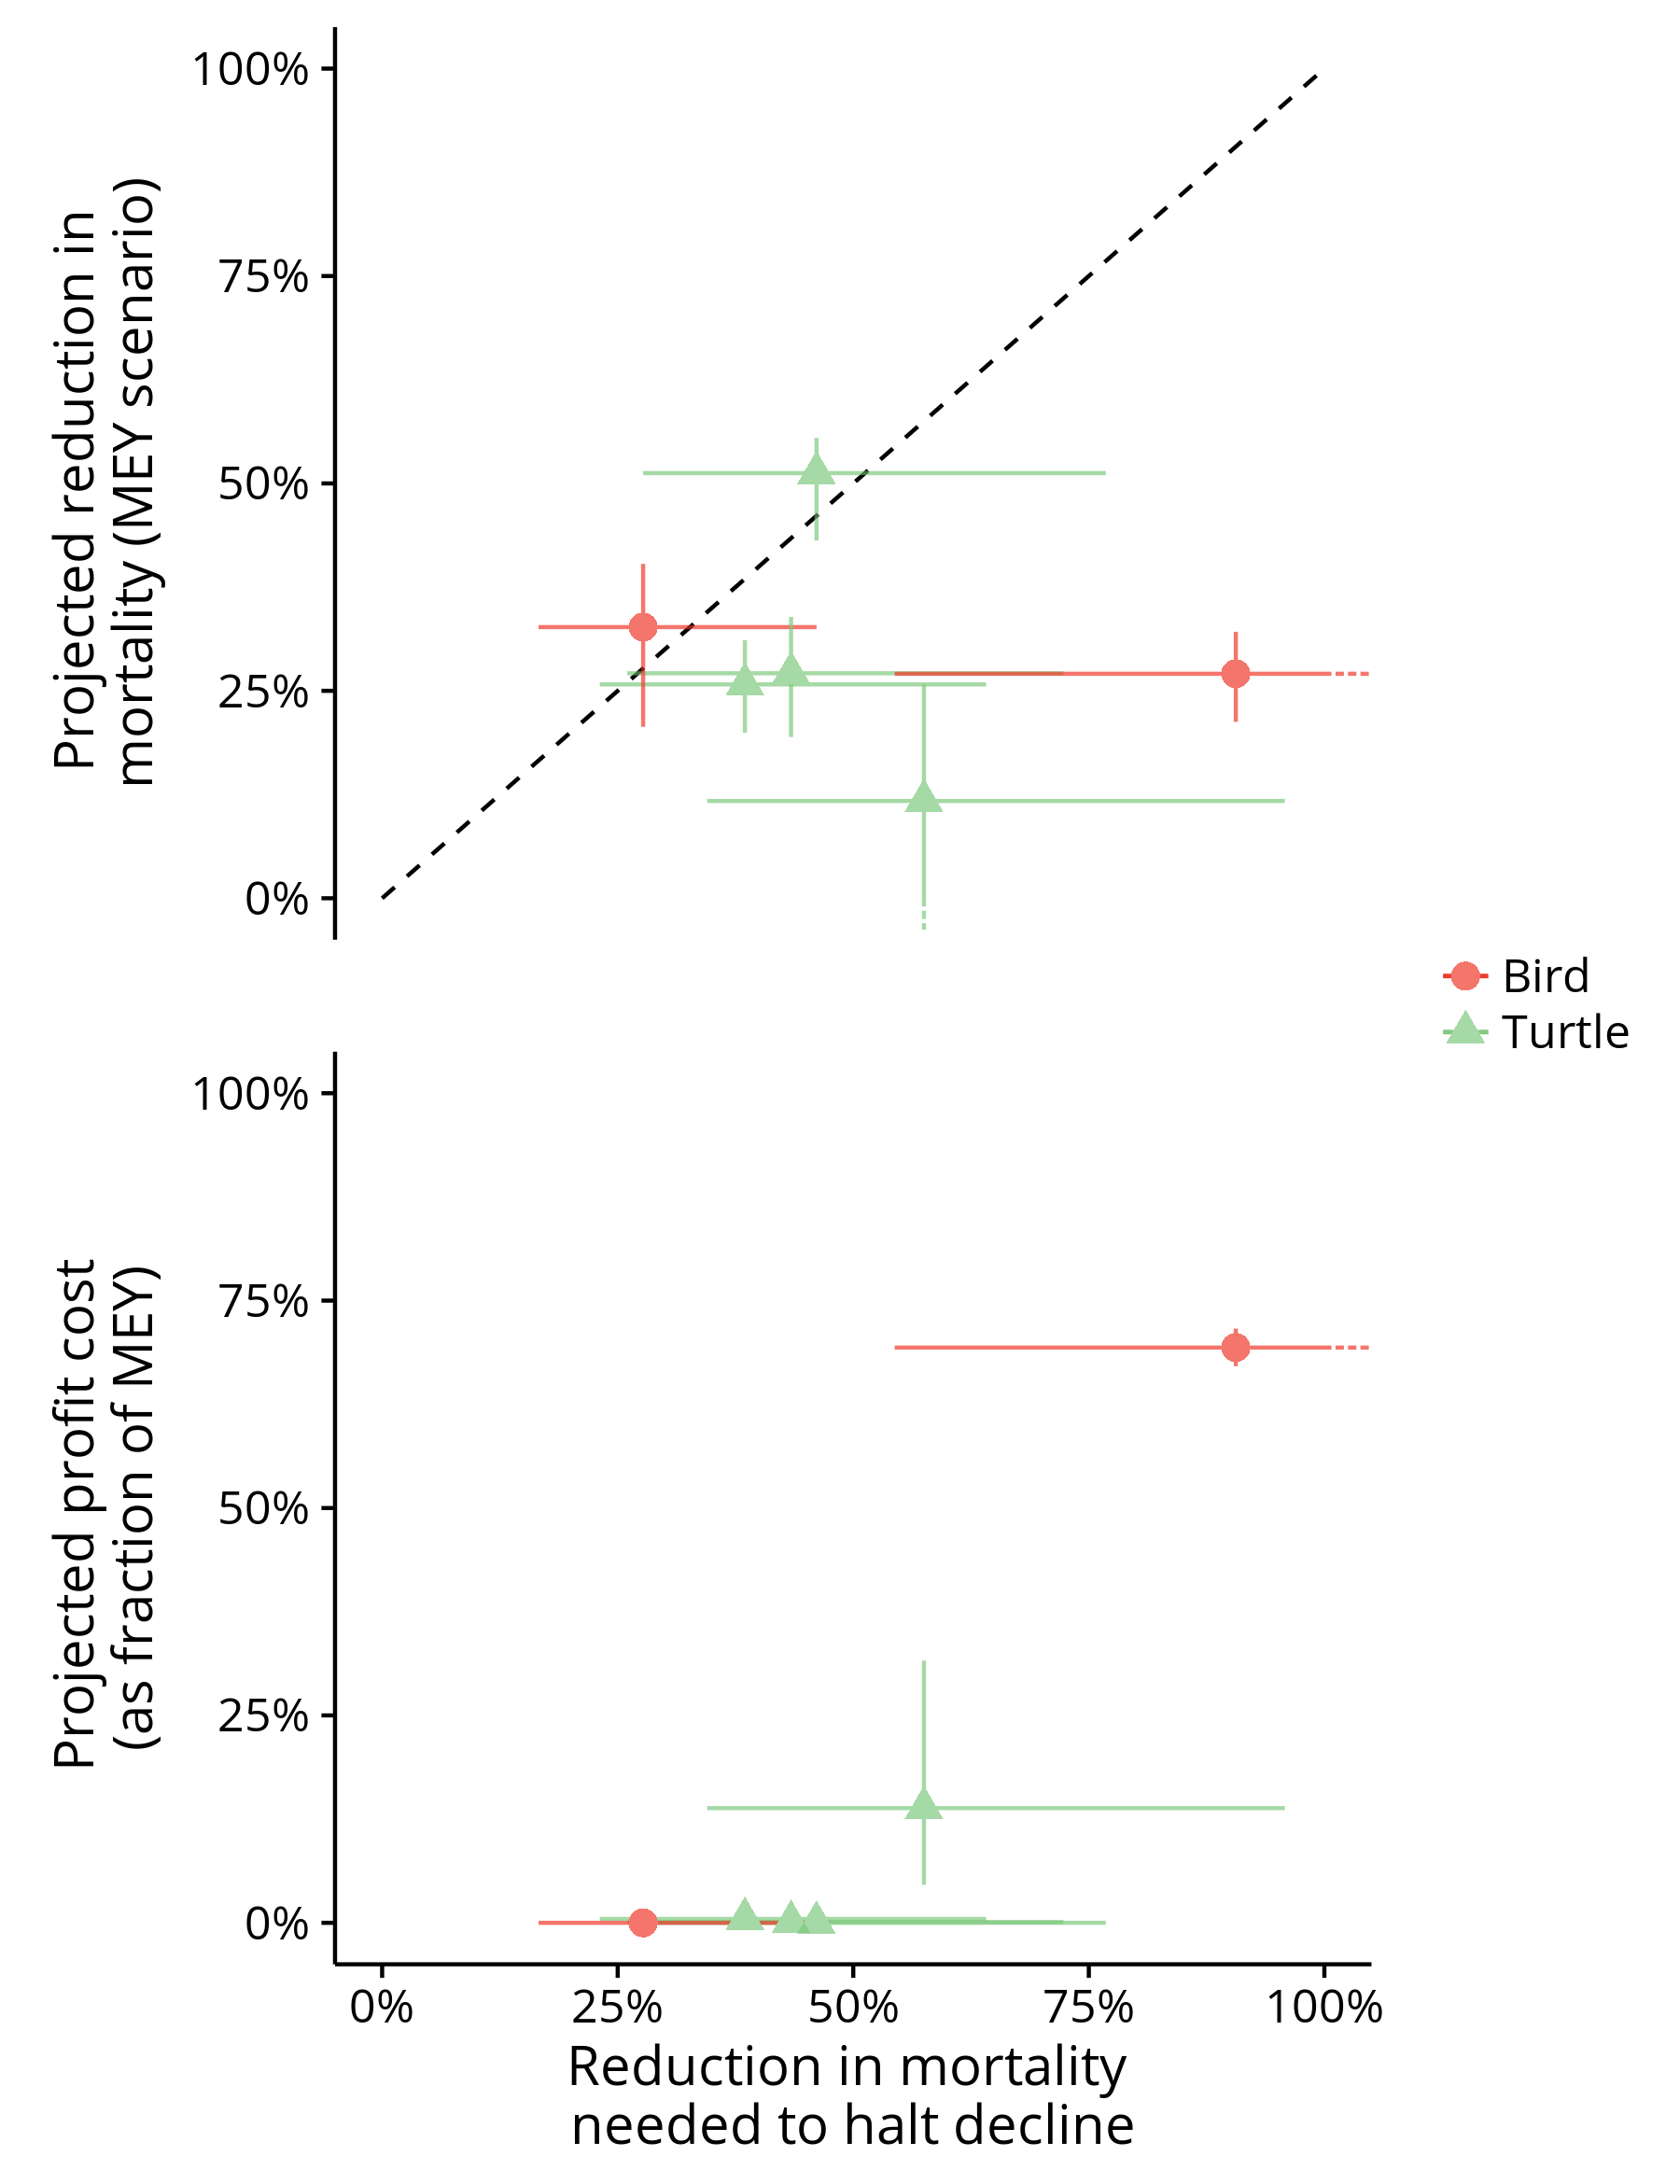 Projected reduction in
mortality (MEY scenario)
100%
75%
50%
25%
0%
Bird
Turtle
Projected profit cost
(as fraction of MEY)
100%
75%
50%
25%
0%
0% 25% 50% 75% 100%
Reduction in mortality
needed to halt decline